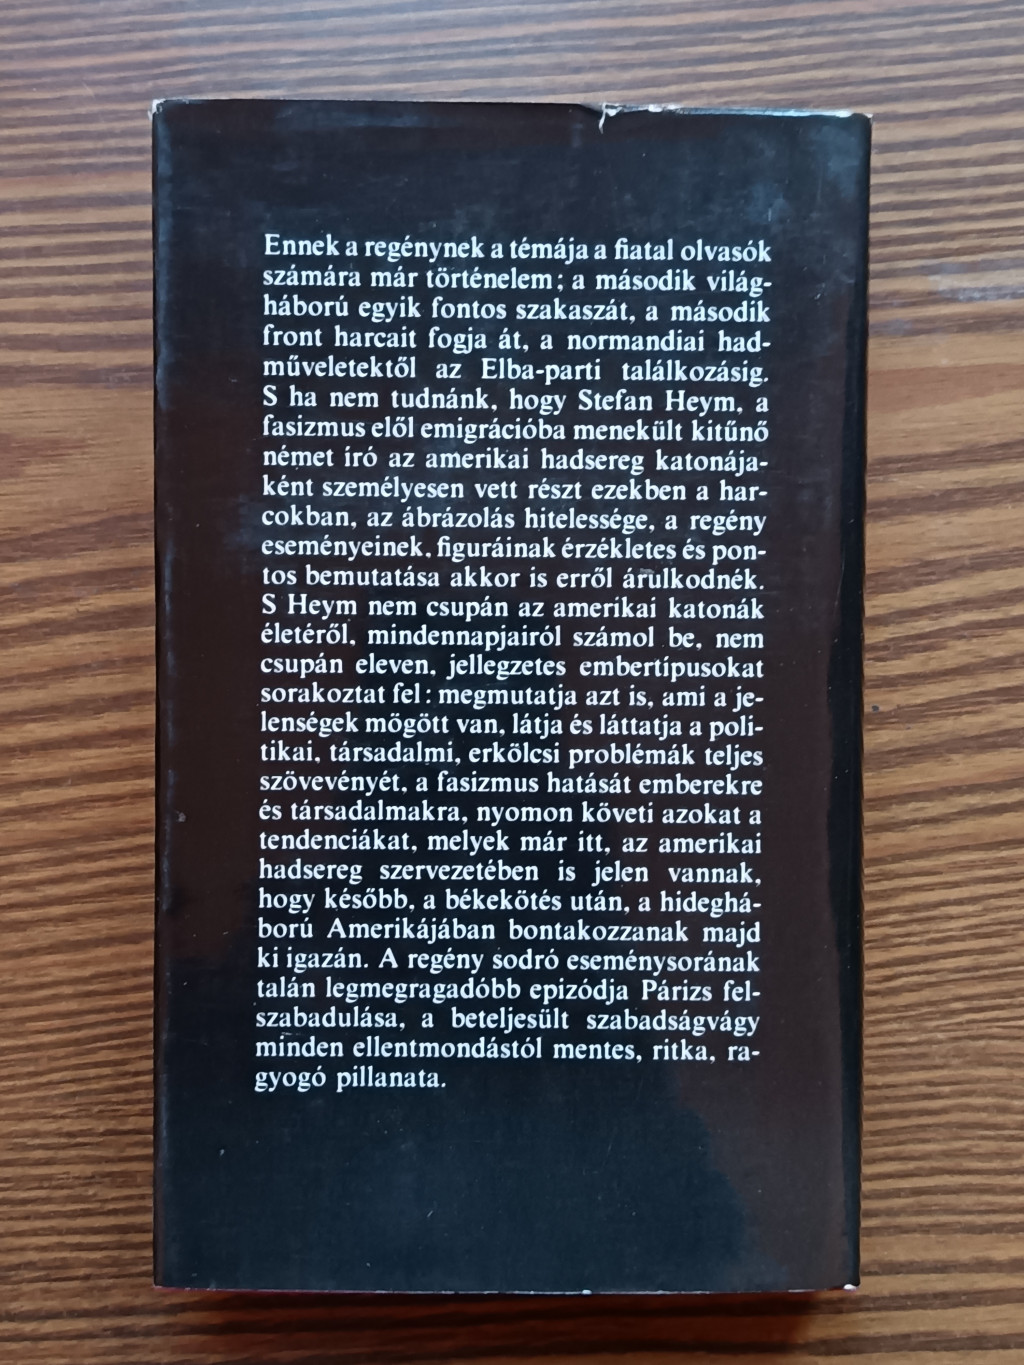 Ennek a regénynek a témája a fiatal olvasók
számára már történelem; a második világ-
háború egyik fontos szakaszát, a második
front harcait fogja át, a normandiai had-
műveletektől az Elba-parti találkozásig.
S ha nem tudnánk, hogy Stefan Heym, a
fasizmus elől emigrációba menekült kitűnő
német író az amerikai hadsereg katonája-
ként személyesen vett részt ezekben a har-
cokban, az ábrázolás hitelessége, a regény
eseményeinek, figuráinak érzékletes és pon-
tos bemutatása akkor is erről árulkodnék.
S Heym nem csupán az amerikai katonák
életéről, mindennapjairól számol be, nem
csupán eleven, jellegzetes embertípusokat
sorakoztat fel: megmutatja azt is, ami a je-
lenségek mögött van, látja és láttatja a poli-
tikai, társadalmi, erkölcsi problémák teljes
szövevényét, a fasizmus hatását emberekre
és társadalmakra, nyomon követi azokat a
tendenciákat, melyek már itt, az amerikai
hadsereg szervezetében is jelen vannak,
hogy később, a békekötés után, a hideghá-
ború Amerikájában bontakozzanak majd
ki igazán. A regény sodró eseménysorának
talán legmegragadóbb epizódja Párizs fel-
szabadulása, a beteljesült szabadságvágy
minden ellentmondástól mentes, ritka, ra-
gyogó pillanata.